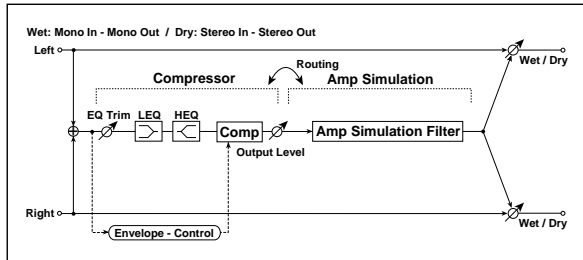 Wet: Mono In - Mono Out / Dry: Stereo In - Stereo Out
Left
Routing
Wet / Dry
Compressor
Amp Simulation
EQ Trim
LEQ
HEQ
Comp
Amp Simulation Filter
Output Level
Right
Wet / Dry
Envelope - Control